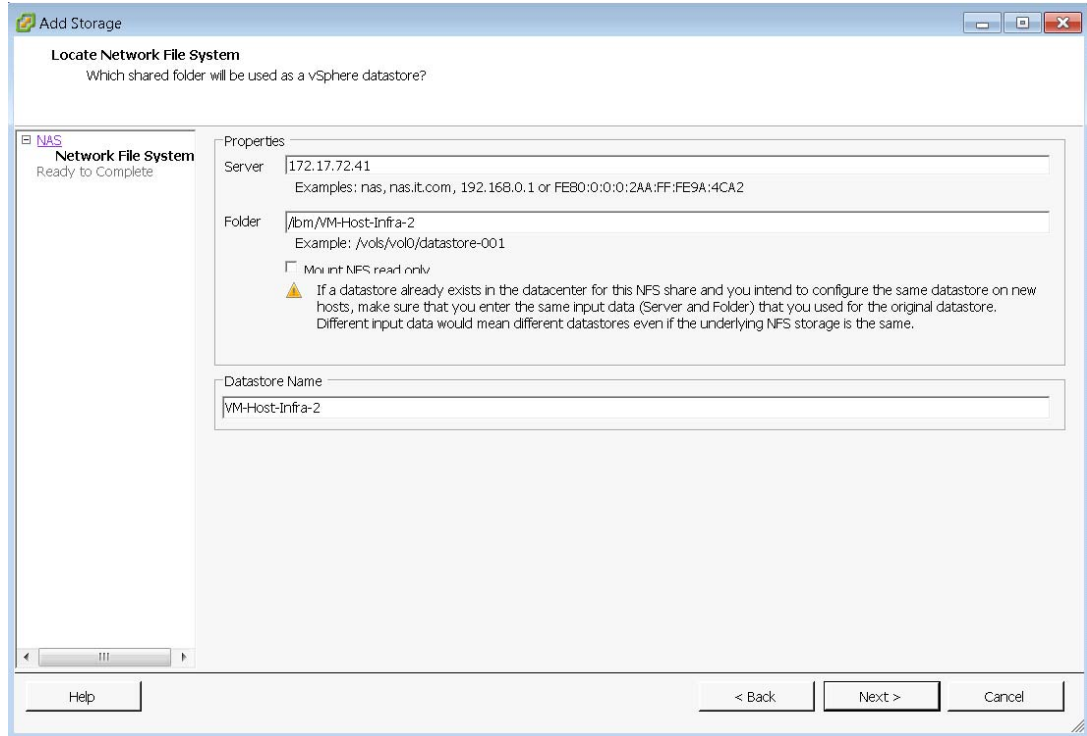 Add Storage
Locate Network File System
Which shared folder will be used as a vSphere datastore?
NAS
Network File System
Ready to Complete
Properties
Server
172.17.72.41
Examples: nas, nas.it.com, 192.168.0.1 or FE80:0:0:0:2AA:FF:FE9A:4CA2
Folder
/ibm/VM-Host-Infra-2
Example: /vols/vol0/datastore-001
Mount NFS read only
If a datastore already exists in the datacenter for this NFS share and you intend to configure the same datastore on new
hosts, make sure that you enter the same input data (Server and Folder) that you used for the original datastore.
Different input data would mean different datastores even if the underlying NFS storage is the same.
Datastore Name
VM-Host-Infra-2
Help
< Back
Next >
Cancel